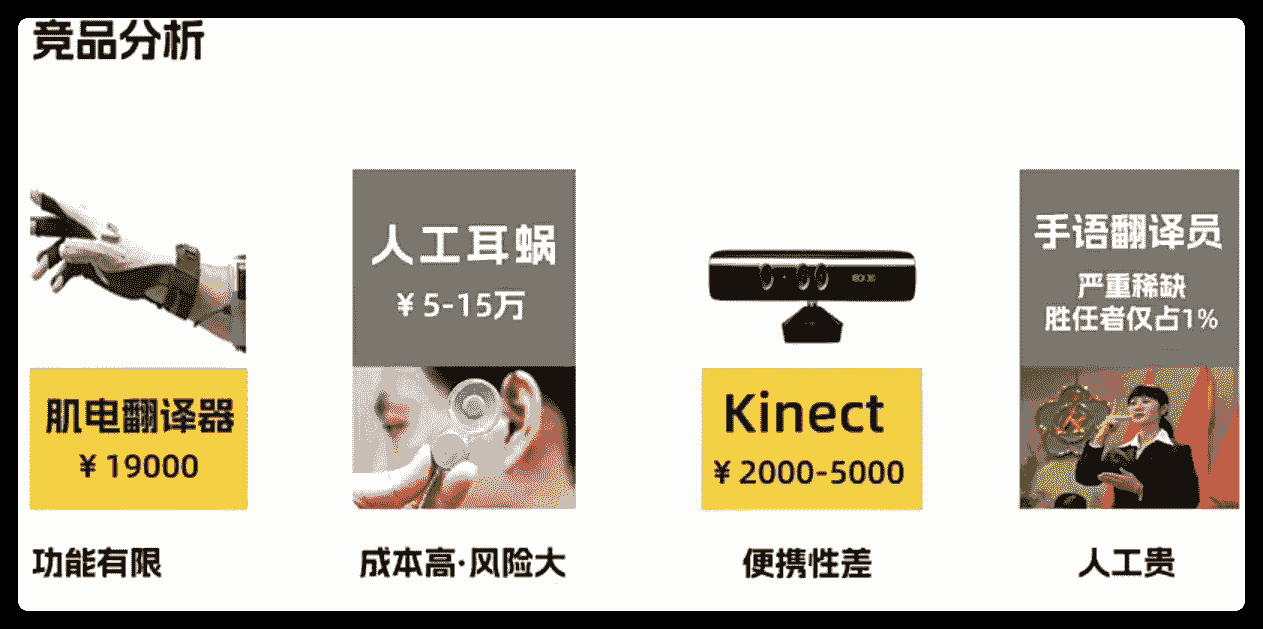 竞品分析
肌电翻译器
¥ 19000
功能有限
人工耳蜗
¥ 5-15万
成本高·风险大
Kinect
¥ 2000-5000
便携性差
手语翻译员
严重稀缺
胜任者仅占1%
人工贵